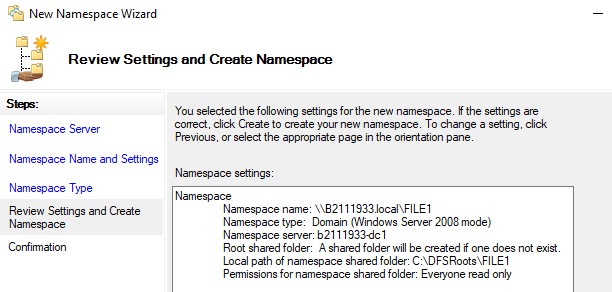 New Namespace Wizard
Review Settings and Create Namespace
Steps:
Namespace Server
Namespace Name and Settings
Namespace Type
Review Settings and Create
Namespace
Confirmation
You selected the following settings for the new namespace. If the settings are
correct, click Create to create your new namespace. To change a setting, click
Previous, or select the appropriate page in the orientation pane.
Namespace settings:
Namespace
Namespace name: \\B2111933.local\FILE1
Namespace type:  Domain (Windows Server 2008 mode)
Namespace server: b2111933-dc1
Root shared folder:  A shared folder will be created if one does not exist.
Local path of namespace shared folder: C:\DFSRoots\FILE1
Permissions for namespace shared folder: Everyone read only